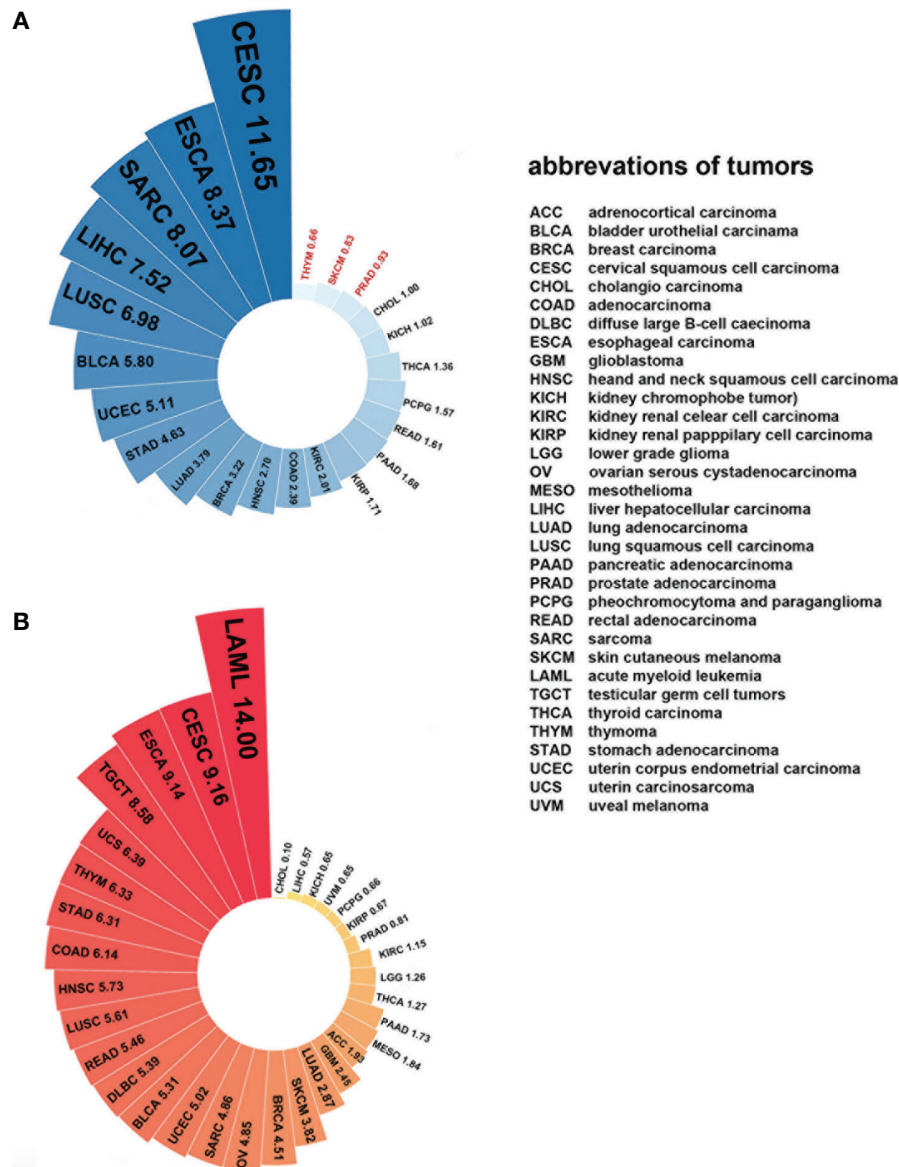 A
CESC 11.65
ESCA 8.37
SARC 8.07
LIHC 7.52
LUSC 6.98
BLCA 5.80
UCEC 5.11
STAD 4.63
LUAD 3.79
BRCA 3.22
HNSC 2.70
COAD 2.39
KIRC 2.01
KIRP 1.71
PAAD 1.68
READ 1.61
PCPG 1.57
THCA 1.36
KICH 1.02
CHOL 1.00
PRAD 0.93
SKCM 0.83
THYM 0.66
abbrevations of tumors
ACC adrenocortical carcinoma
BLCA bladder urothelial carcinama
BRCA breast carcinoma
CESC cervical squamous cell carcinoma
CHOL cholangio carcinoma
COAD adenocarcinoma
DLBC diffuse large B-cell caecinoma
ESCA esophageal carcinoma
GBM glioblastoma
HNSC heand and neck squamous cell carcinoma
KICH kidney chromophobe tumor)
KIRC kidney renal celear cell carcinoma
KIRP kidney renal papppilary cell carcinoma
LGG lower grade glioma
OV ovarian serous cystadenocarcinoma
MESO mesothelioma
LIHC liver hepatocellular carcinoma
LUAD lung adenocarcinoma
LUSC lung squamous cell carcinoma
PAAD pancreatic adenocarcinoma
PRAD prostate adenocarcinoma
PCPG pheochromocytoma and paraganglioma
READ rectal adenocarcinoma
SARC sarcoma
SKCM skin cutaneous melanoma
LAML acute myeloid leukemia
TGCT testicular germ cell tumors
THCA thyroid carcinoma
THYM thymoma
STAD stomach adenocarcinoma
UCEC uterin corpus endometrial carcinoma
UCS uterin carcinosarcoma
UVM uveal melanoma
B
LAML 14.00
CESC 9.16
ESCA 9.14
TGCT 8.58
UCS 6.39
THYM 6.33
STAD 6.31
COAD 6.14
HNSC 5.73
LUSC 5.61
READ 5.46
DLBC 5.39
BLCA 5.31
UCEC 5.02
SARC 4.86
OV 4.85
BRCA 4.51
SKCM 3.82
LUAD 2.87
GBM 2.45
ACC 1.93
MESO 1.84
PAAD 1.73
THCA 1.27
LGG 1.26
KIRC 1.15
PRAD 0.81
KIRP 0.67
PCPG 0.66
UVM 0.65
KICH 0.65
LIHC 0.57
CHOL 0.10